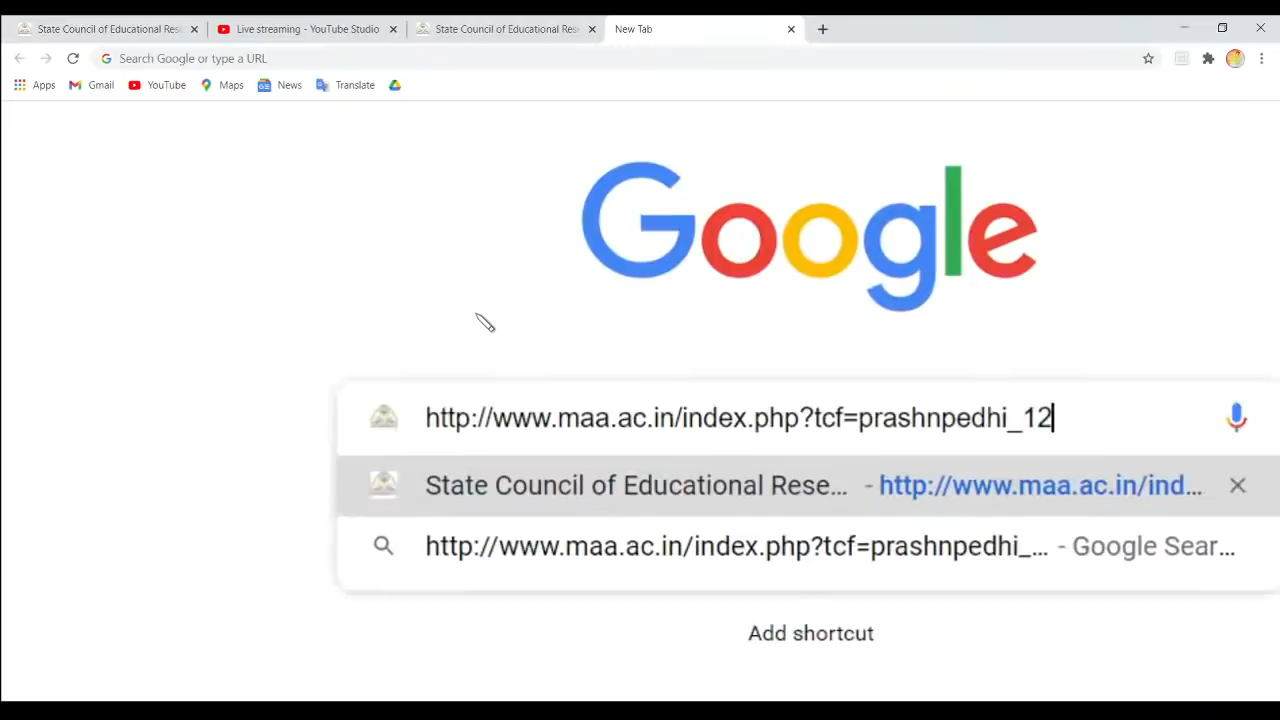 State Council of Educational Res
Live streaming - YouTube Studio
State Council of Educational Res
New Tab
Search Google or type a URL
Apps
Gmail
YouTube
Maps
News
Translate
Google
http://www.maa.ac.in/index.php?tcf=prashnpedhi_12
State Council of Educational Rese... - http://www.maa.ac.in/ind...
http://www.maa.ac.in/index.php?tcf=prashnpedhi_... - Google Sear...
Add shortcut